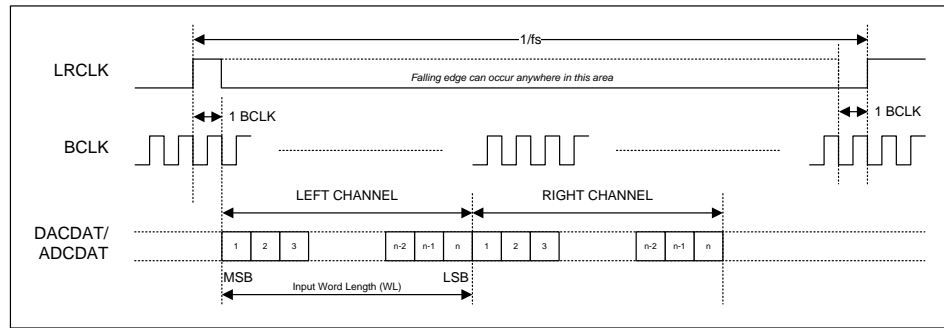 1/fs
LRCLK
Falling edge can occur anywhere in this area
1 BCLK
1 BCLK
BCLK
LEFT CHANNEL
RIGHT CHANNEL
DACDAT/
ADCDAT
1 2 3 n-2 n-1 n 1 2 3 n-2 n-1 n
MSB
LSB
Input Word Length (WL)